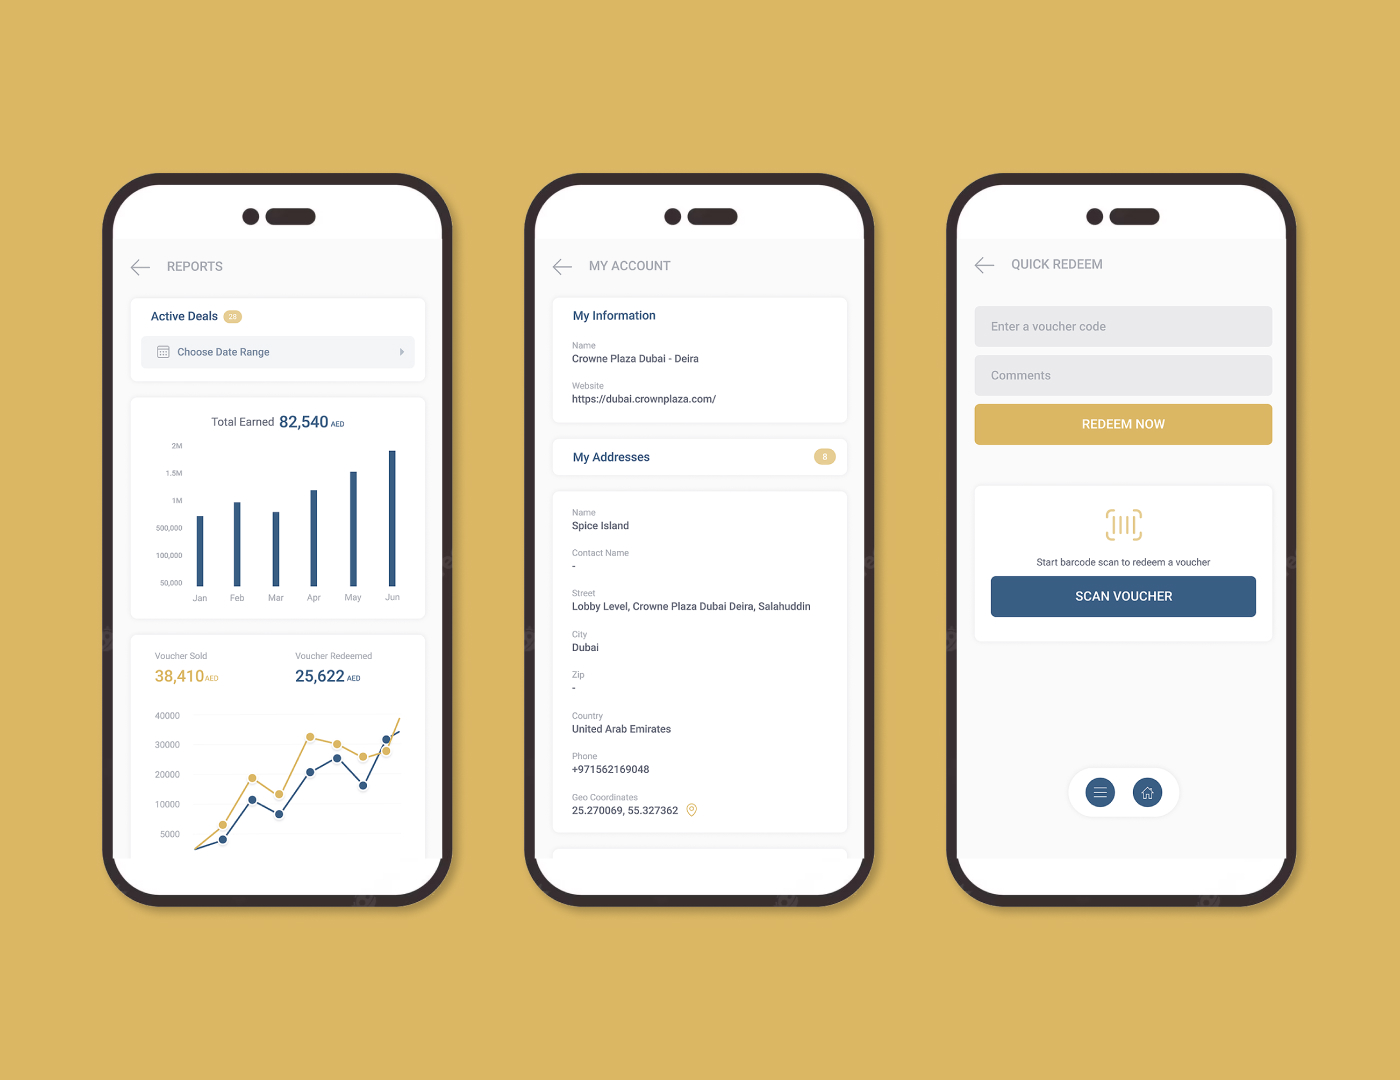 REPORTS
Active Deals 28
Choose Date Range
Total Earned 82,540 AED
2M
1.5M
1M
500,000
100,000
50,000
Jan Feb Mar Apr May Jun
Voucher Sold Voucher Redeemed
38,410 AED 25,622 AED
40000
30000
20000
10000
5000
MY ACCOUNT
My Information
Name
Crowne Plaza Dubai - Deira
Website
https://dubai.crownplaza.com/
My Addresses 8
Name
Spice Island
Contact Name
-
Street
Lobby Level, Crowne Plaza Dubai Deira, Salahuddin
City
Dubai
Zip
-
Country
United Arab Emirates
Phone
+971562169048
Geo Coordinates
25.270069, 55.327362
QUICK REDEEM
Enter a voucher code
Comments
REDEEM NOW
Start barcode scan to redeem a voucher
SCAN VOUCHER